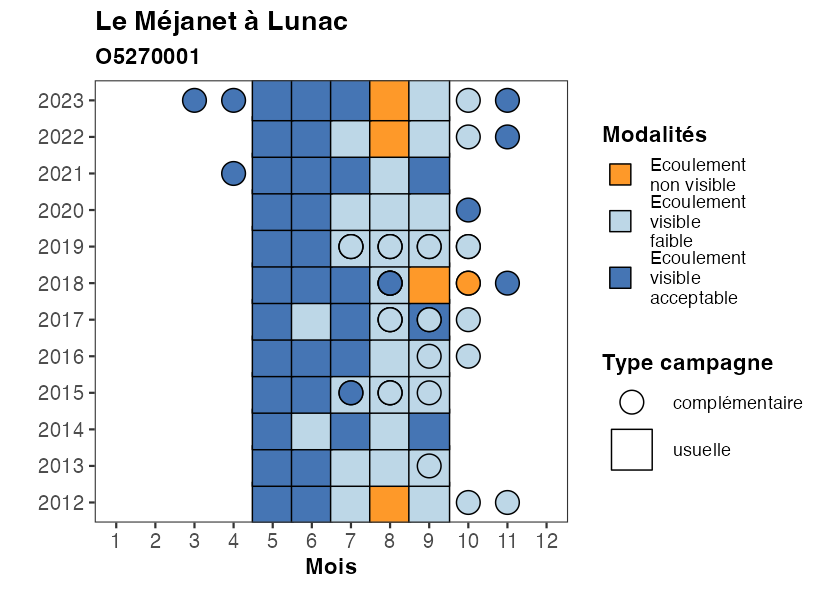 Le Méjanet à Lunac
O5270001
2023
2022
2021
2020
2019
2018
2017
2016
2015
2014
2013
2012
1 2 3 4 5 6 7 8 9 10 11 12
Mois
Modalités
Ecoulement
non visible
Ecoulement
visible
faible
Ecoulement
visible
acceptable
Type campagne
complémentaire
usuelle